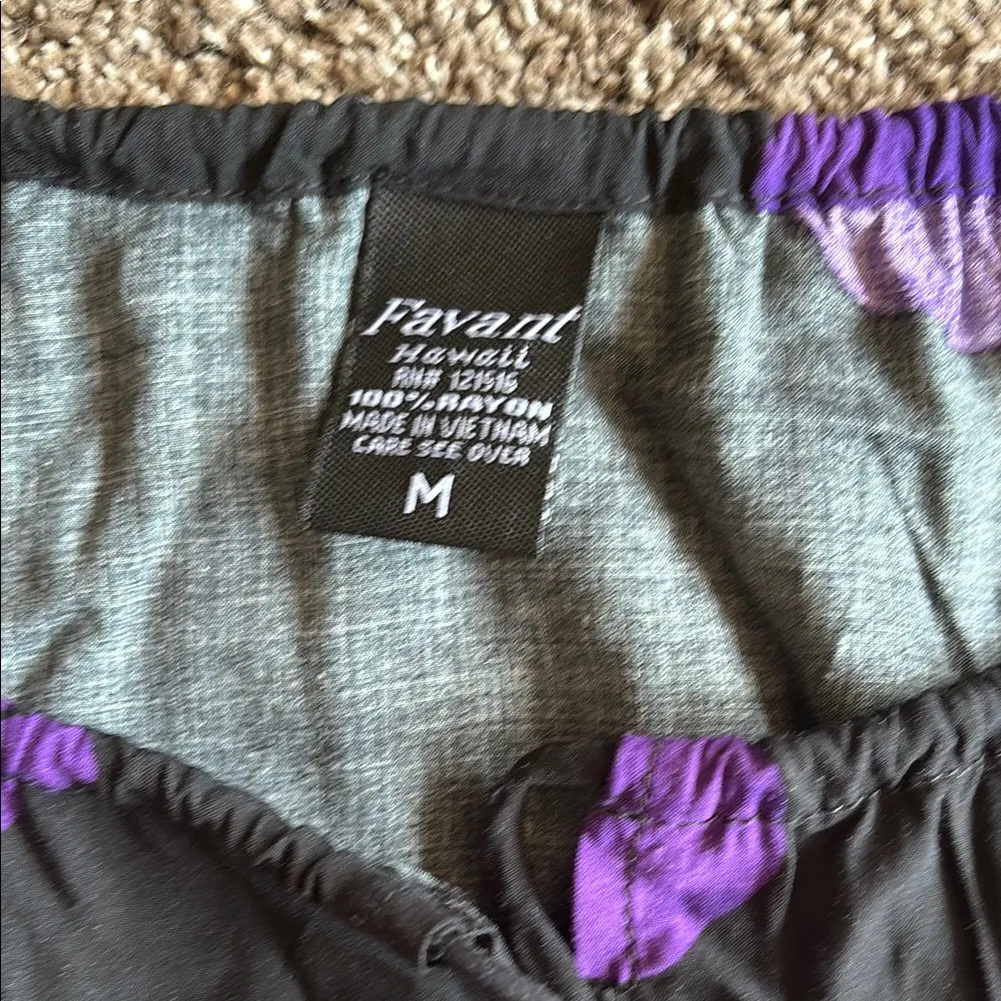 Favant
Hawaii
RN# 121516
100% RAYON
MADE IN VIETNAM
CARE SEE OVER
M